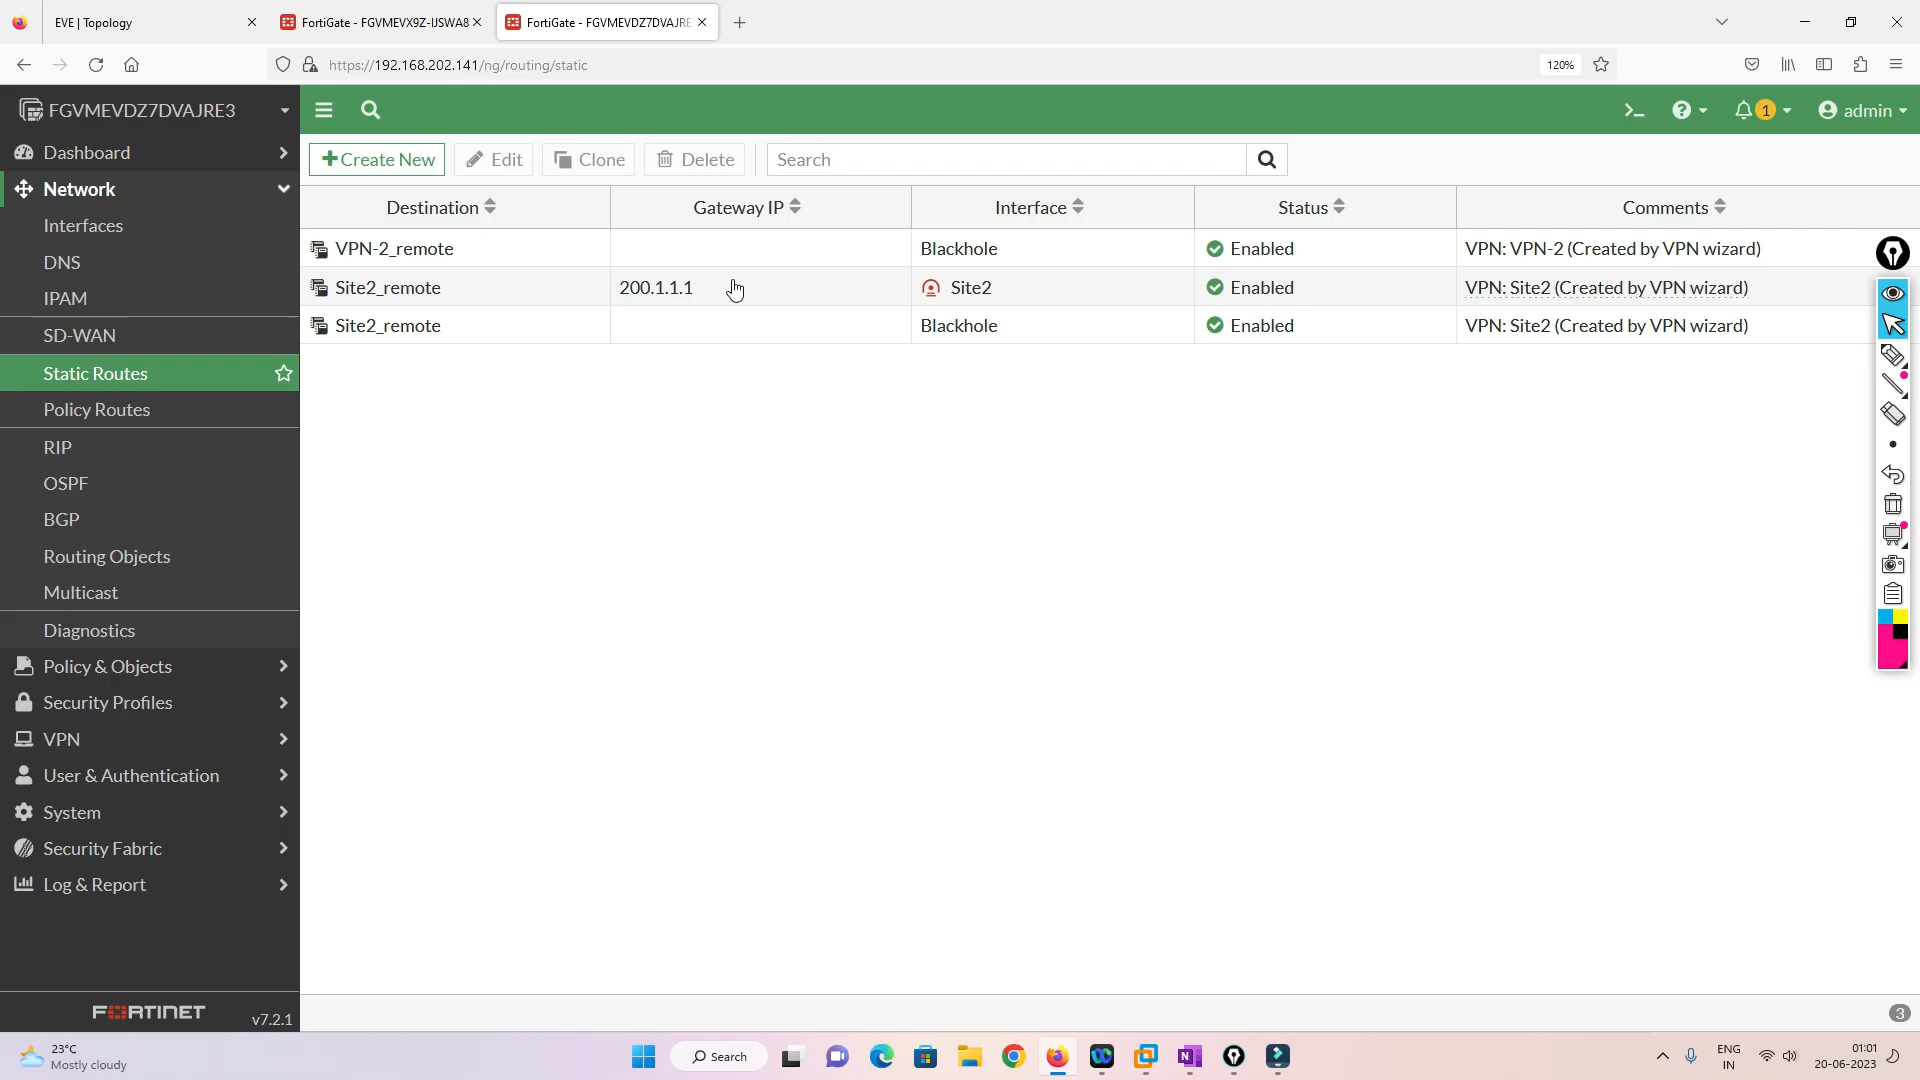 EVE | Topology
FortiGate - FGVMEVX9Z-IJSWA8
FortiGate - FGVMEVDZ7DVAJRE
https://192.168.202.141/ng/routing/static
120%
FGVMEVDZ7DVAJRE3
1
admin
Dashboard
Network
Interfaces
DNS
IPAM
SD-WAN
Static Routes
Policy Routes
RIP
OSPF
BGP
Routing Objects
Multicast
Diagnostics
Policy & Objects
Security Profiles
VPN
User & Authentication
System
Security Fabric
Log & Report
FORTINET
v7.2.1
Create New Edit Clone Delete Search
Destination Gateway IP Interface Status Comments
VPN-2_remote Blackhole Enabled VPN: VPN-2 (Created by VPN wizard)
Site2_remote 200.1.1.1 Site2 Enabled VPN: Site2 (Created by VPN wizard)
Site2_remote Blackhole Enabled VPN: Site2 (Created by VPN wizard)
3
23°C
Mostly cloudy
Search
ENG
IN
01:01
20-06-2023